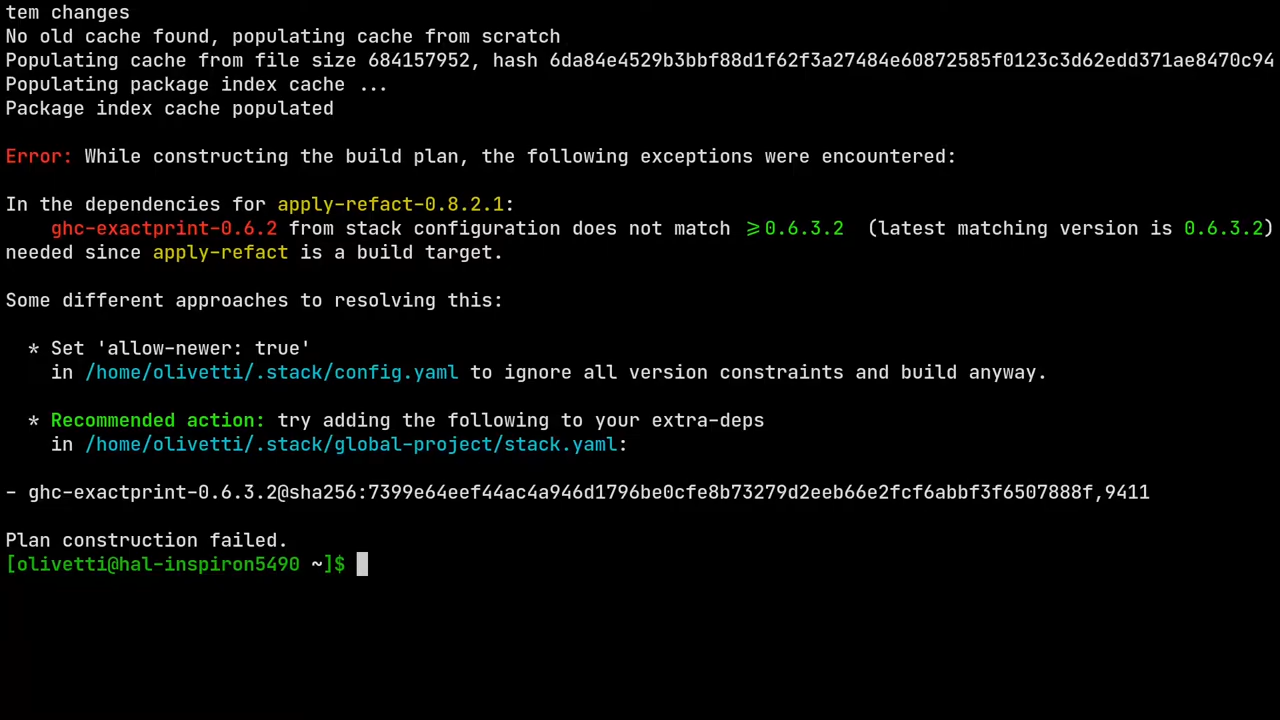 tem changes
No old cache found, populating cache from scratch
Populating cache from file size 684157952, hash 6da84e4529b3bbf88d1f62f3a27484e60872585f0123c3d62edd371ae8470c94
Populating package index cache ...
Package index cache populated
Error: While constructing the build plan, the following exceptions were encountered:
In the dependencies for apply-refact-0.8.2.1:
ghc-exactprint-0.6.2 from stack configuration does not match >=0.6.3.2  (latest matching version is 0.6.3.2)
needed since apply-refact is a build target.
Some different approaches to resolving this:
* Set 'allow-newer: true'
in /home/olivetti/.stack/config.yaml to ignore all version constraints and build anyway.
* Recommended action: try adding the following to your extra-deps
in /home/olivetti/.stack/global-project/stack.yaml:
- ghc-exactprint-0.6.3.2@sha256:7399e64eef44ac4a946d1796be0cfe8b73279d2eeb66e2fcf6abbf3f6507888f,9411
Plan construction failed.
[olivetti@hal-inspiron5490 ~]$